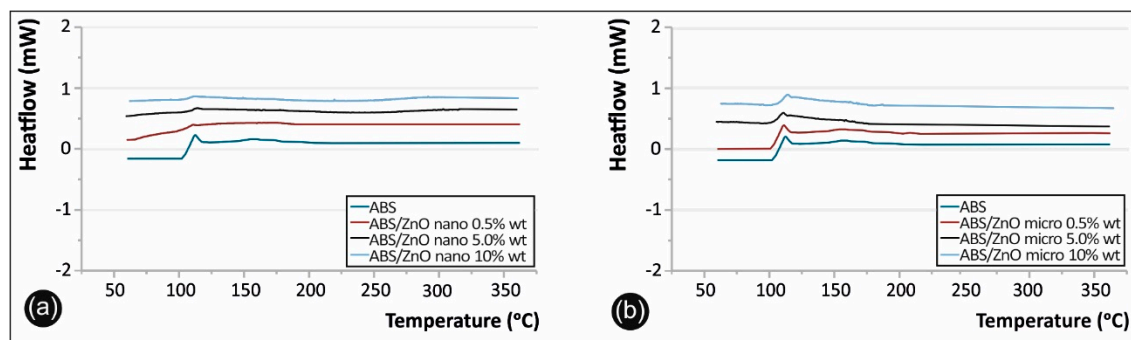 Heatflow (mW)
2
1
0
-1
-2
ABS
ABS/ZnO nano 0.5% wt
ABS/ZnO nano 5.0% wt
ABS/ZnO nano 10% wt
50 100 150 200 250 300 350
Temperature (°C)
(a)
Heatflow (mW)
2
1
0
-1
-2
ABS
ABS/ZnO micro 0.5% wt
ABS/ZnO micro 5.0% wt
ABS/ZnO micro 10% wt
50 100 150 200 250 300 350
Temperature (°C)
(b)